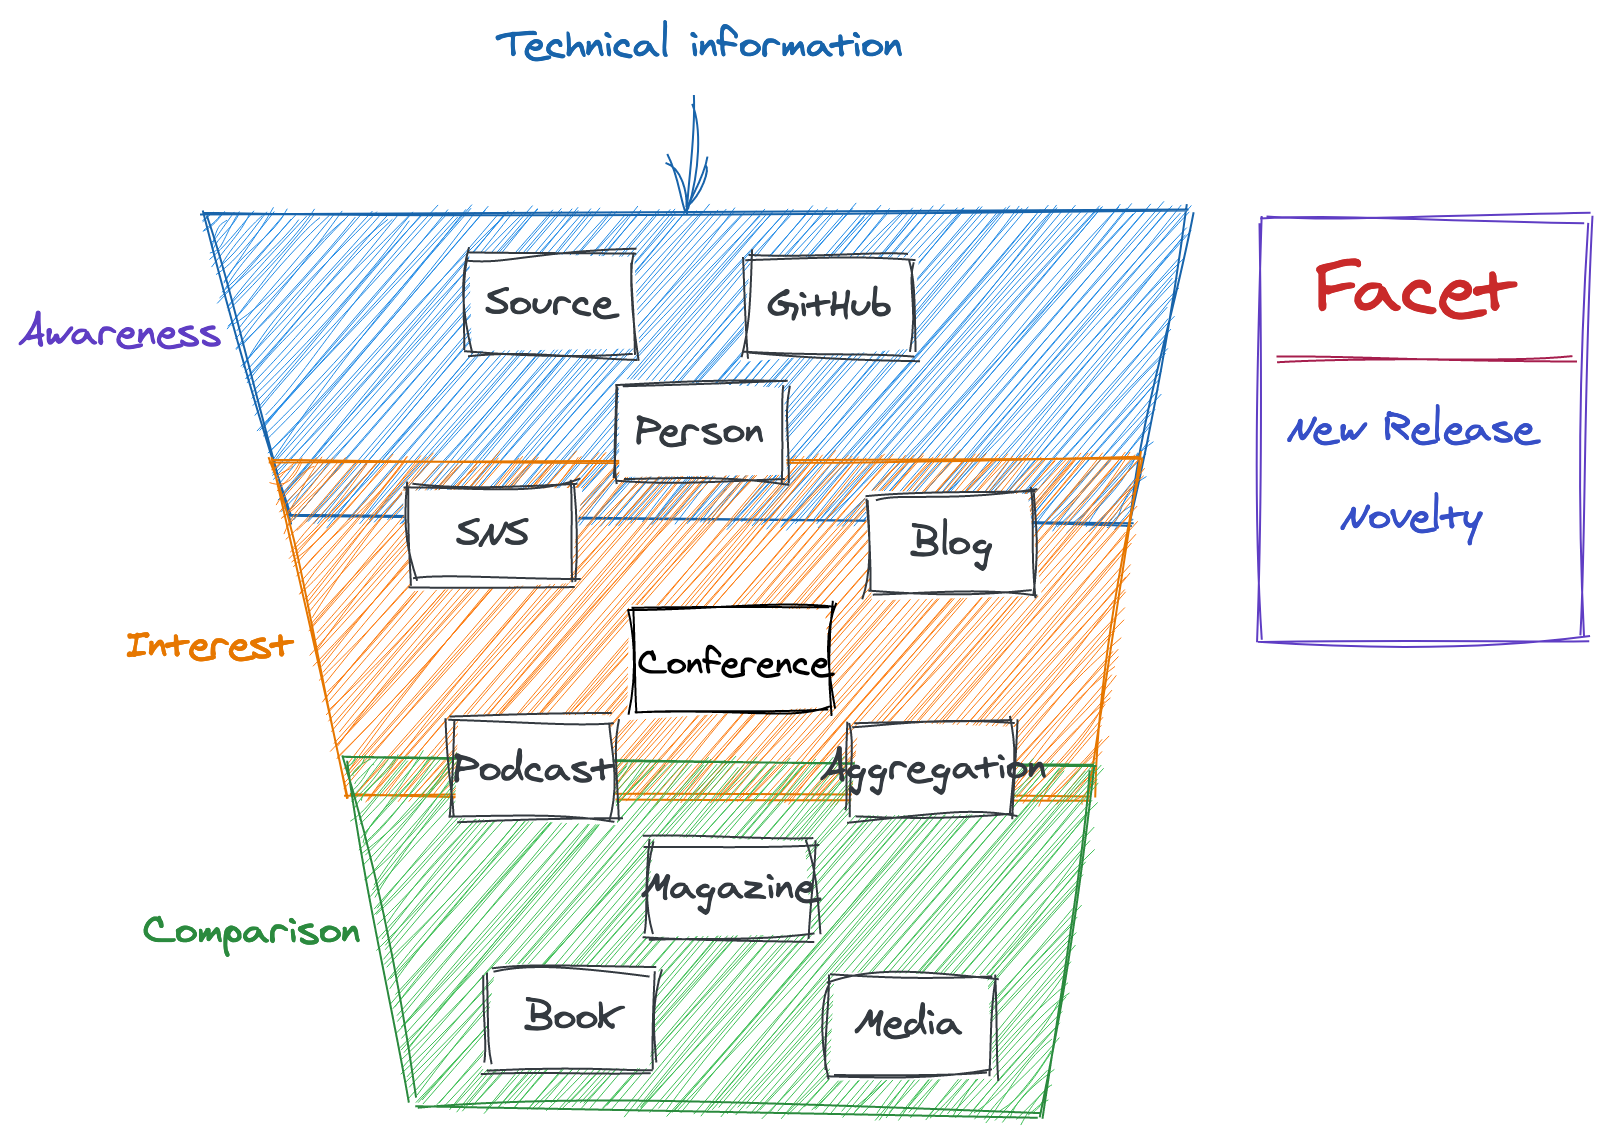 Technical information
Awareness
Source
GitHub
Person
SNS
Blog
Interest
Conference
Podcast
Aggregation
Comparison
Magazine
Book
Media
Facet
New Release
Novelty